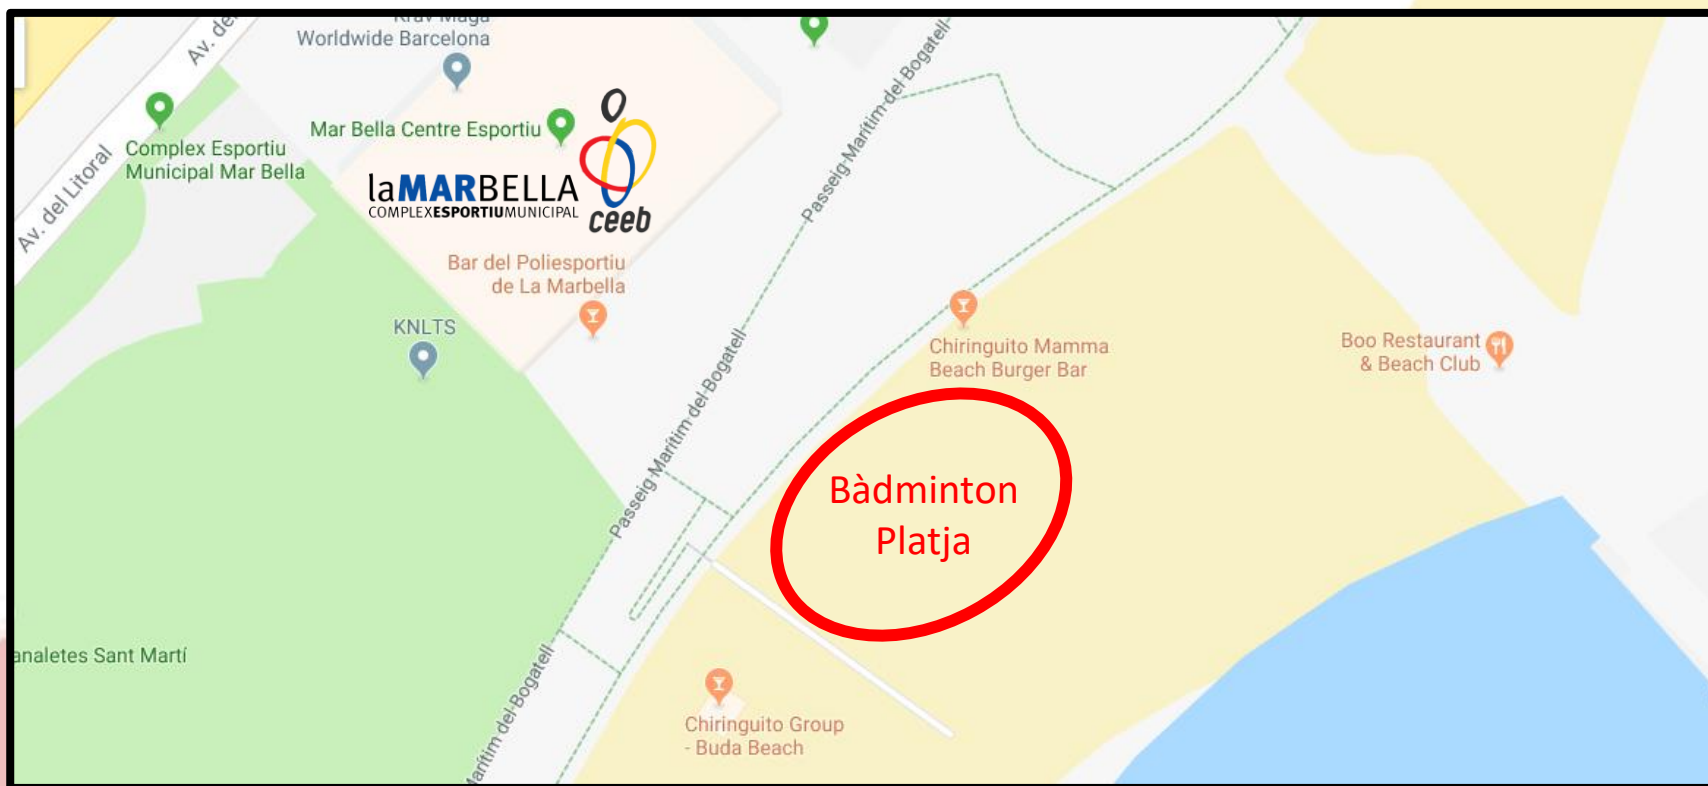 Av. de
Krav Maga
Worldwide Barcelona
Mar Bella Centre Esportiu
Complex Esportiu
Municipal Mar Bella
Av. del Litoral
laMARBELLA
COMPLEXESPORTIUMUNICIPAL
ceeb
Passeig Marítim del Bogatell
Bar del Poliesportiu
de La Marbella
KNLTS
Chiringuito Mamma
Beach Burger Bar
Boo Restaurant
& Beach Club
Passeig Marítim del Bogatell
Bàdminton
Platja
analetes Sant Martí
Marítim del Bogatell
Chiringuito Group
- Buda Beach